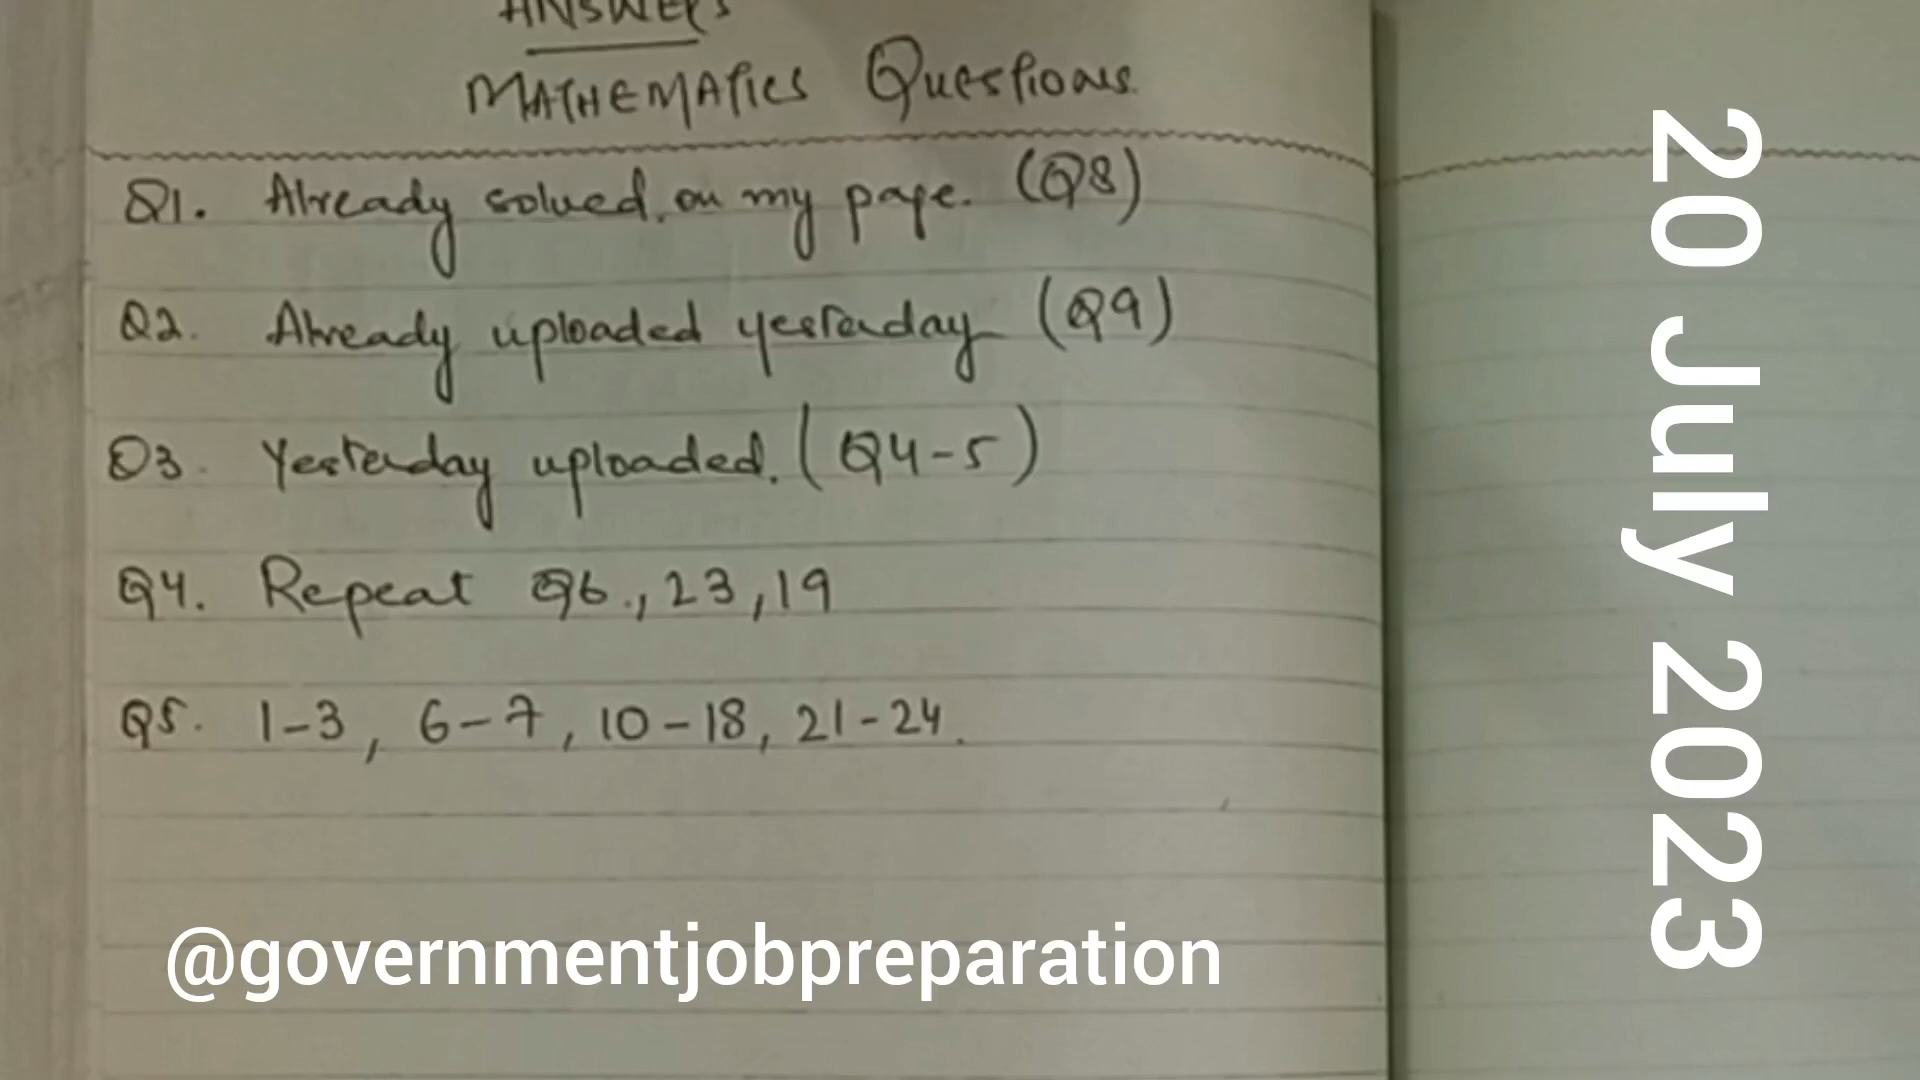 ANSWERS
MATHEMATICS Questions.
Q1. Already solved on my page. (Q8)
Q2. Already uploaded yesterday (Q9)
Q3. Yesterday uploaded. (Q4-5)
Q4. Repeat Q6., 23, 19
Q5. 1-3, 6-7, 10-18, 21-24.
@governmentjobpreparation
20 July 2023